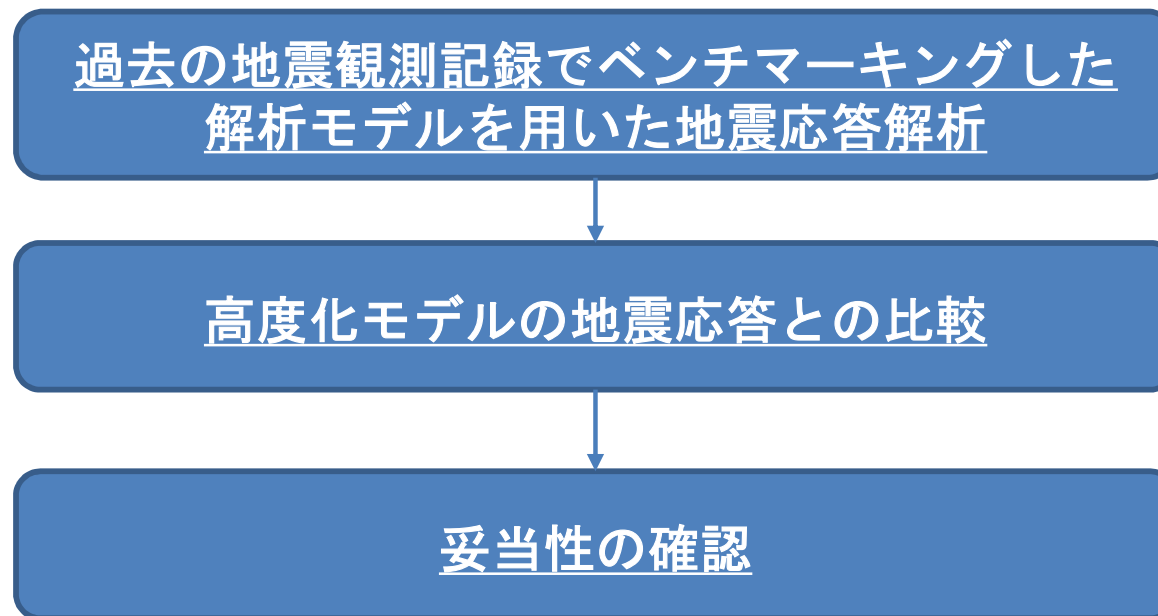 過去の地震観測記録でベンチマーキングした
解析モデルを用いた地震応答解析
高度化モデルの地震応答との比較
妥当性の確認